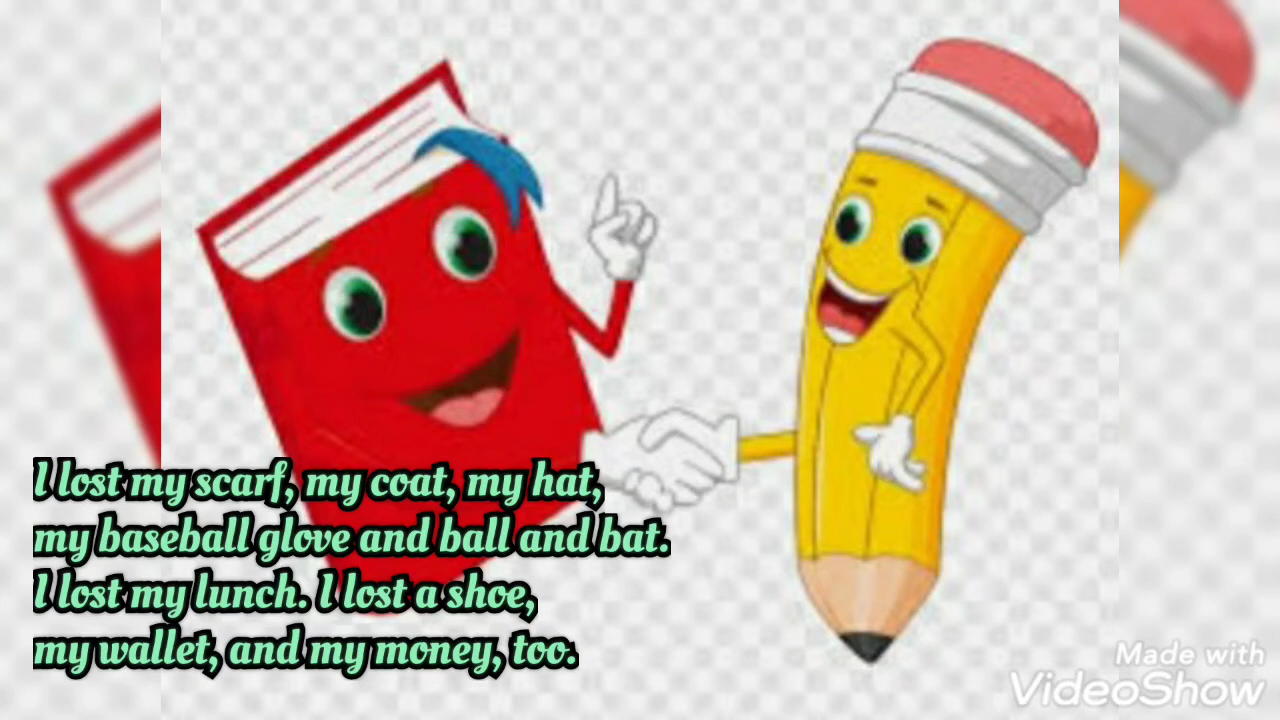 I lost my scarf, my coat, my hat,
my baseball glove and ball and bat.
I lost my lunch. I lost a shoe,
my wallet, and my money, too.
Made with
VideoShow